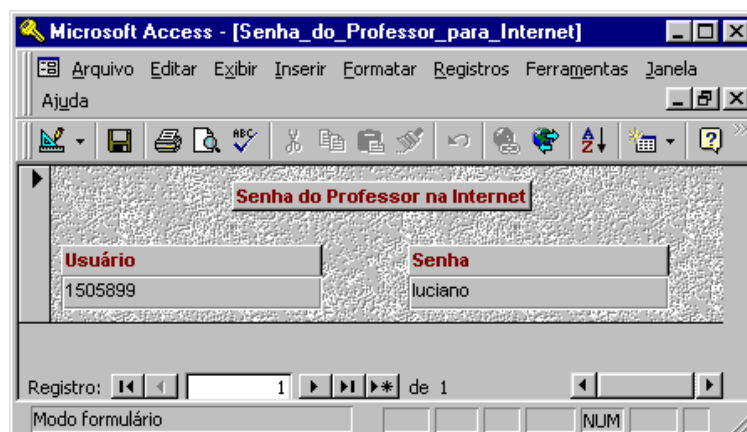 Microsoft Access - [Senha_do_Professor_para_Internet]
Arquivo Editar Exibir Inserir Formatar Registros Ferramentas Janela
Ajuda
ABC
Senha do Professor na Internet
Usuário Senha
1505899 luciano
Registro: 1 de 1
Modo formulário NUM